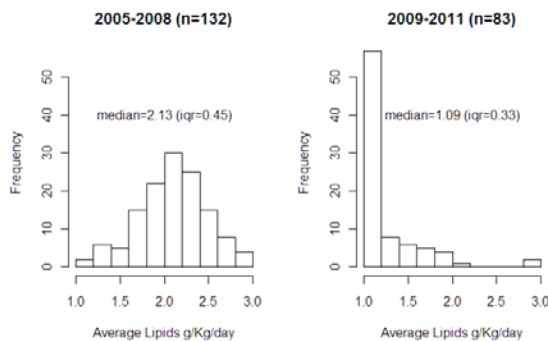 2005-2008 (n=132)
2009-2011 (n=83)
median=2.13 (iqr=0.45)
median=1.09 (iqr=0.33)
Frequency
50
40
30
20
10
0
1.0 1.5 2.0 2.5 3.0
Average Lipids g/Kg/day
Frequency
50
40
30
20
10
0
1.0 1.5 2.0 2.5 3.0
Average Lipids g/Kg/day